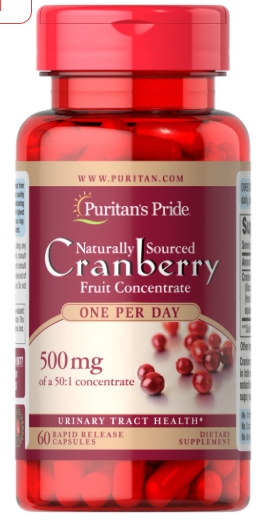 WWW.PURITAN.COM
Puritan's Pride
Naturally Sourced
Cranberry
Fruit Concentrate
ONE PER DAY
500 mg
of a 50:1 concentrate
URINARY TRACT HEALTH*
60 RAPID RELEASE CAPSULES
DIETARY SUPPLEMENT